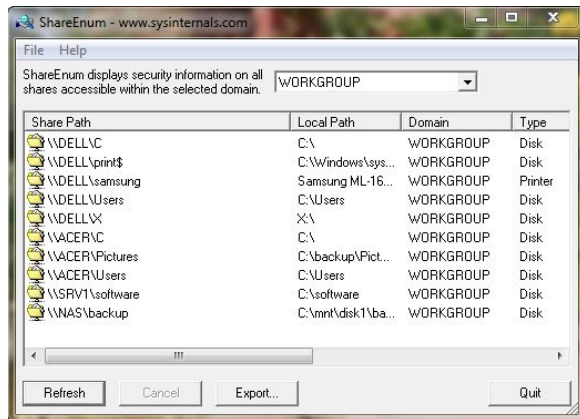 ShareEnum - www.sysinternals.com
File Help
ShareEnum displays security information on all
shares accessible within the selected domain.
WORKGROUP
Share Path Local Path Domain Type
\\DELL\C C:\ WORKGROUP Disk
\\DELL\print$ C:\Windows\sys... WORKGROUP Disk
\\DELL\samsung Samsung ML-16... WORKGROUP Printer
\\DELL\Users C:\Users WORKGROUP Disk
\\DELL\X X:\ WORKGROUP Disk
\\ACER\C C:\ WORKGROUP Disk
\\ACER\Pictures C:\backup\Pict... WORKGROUP Disk
\\ACER\Users C:\Users WORKGROUP Disk
\\SRV1\software C:\software WORKGROUP Disk
\\NAS\backup C:\mnt\disk1\ba... WORKGROUP Disk
Refresh Cancel Export... Quit